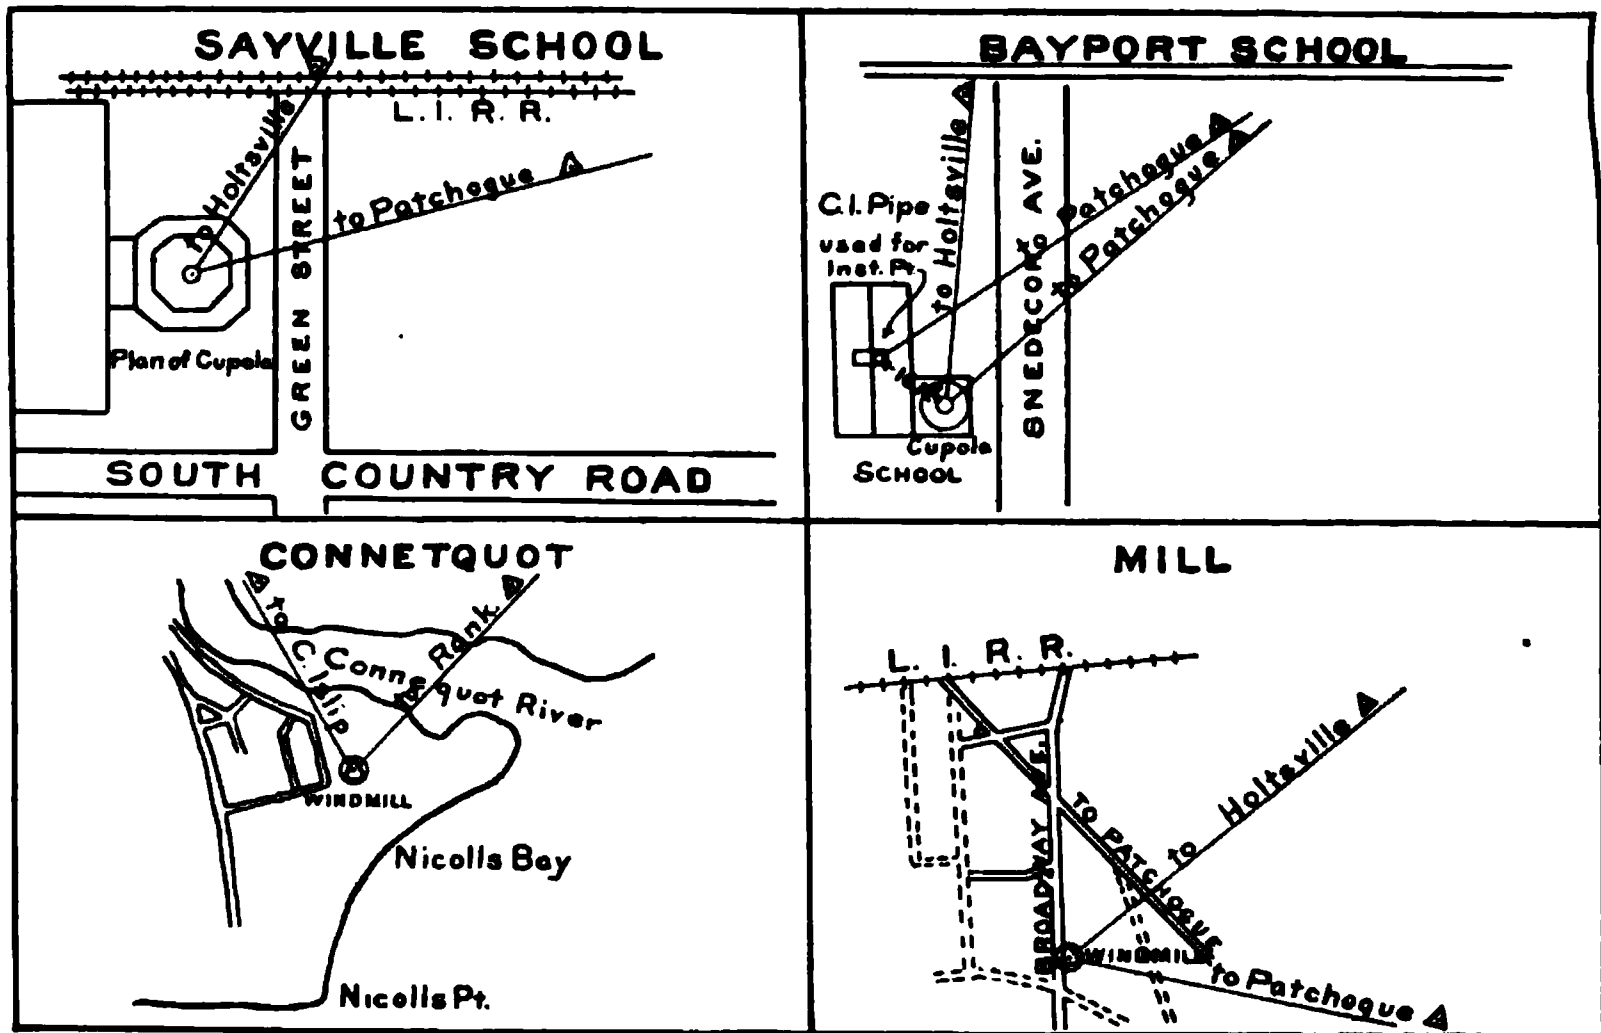 SAYVILLE SCHOOL
L. I. R. R.
to Holtsville
to Patchogue
GREEN STREET
Plan of Cupola
SOUTH COUNTRY ROAD
BAYPORT SCHOOL
to Holtsville
to Patchogue
to Patchogue
SNEDECOR AVE.
C.I. Pipe
used for
Inst. Pt.
Cupola
SCHOOL
CONNETQUOT
to C. Islip
to Ronk.
Connequot River
WINDMILL
Nicolls Bay
Nicolls Pt.
MILL
L. I. R. R.
to Holtsville
TO PATCHOGUE
BROADWAY AVE.
WINDMILL
to Patchogue